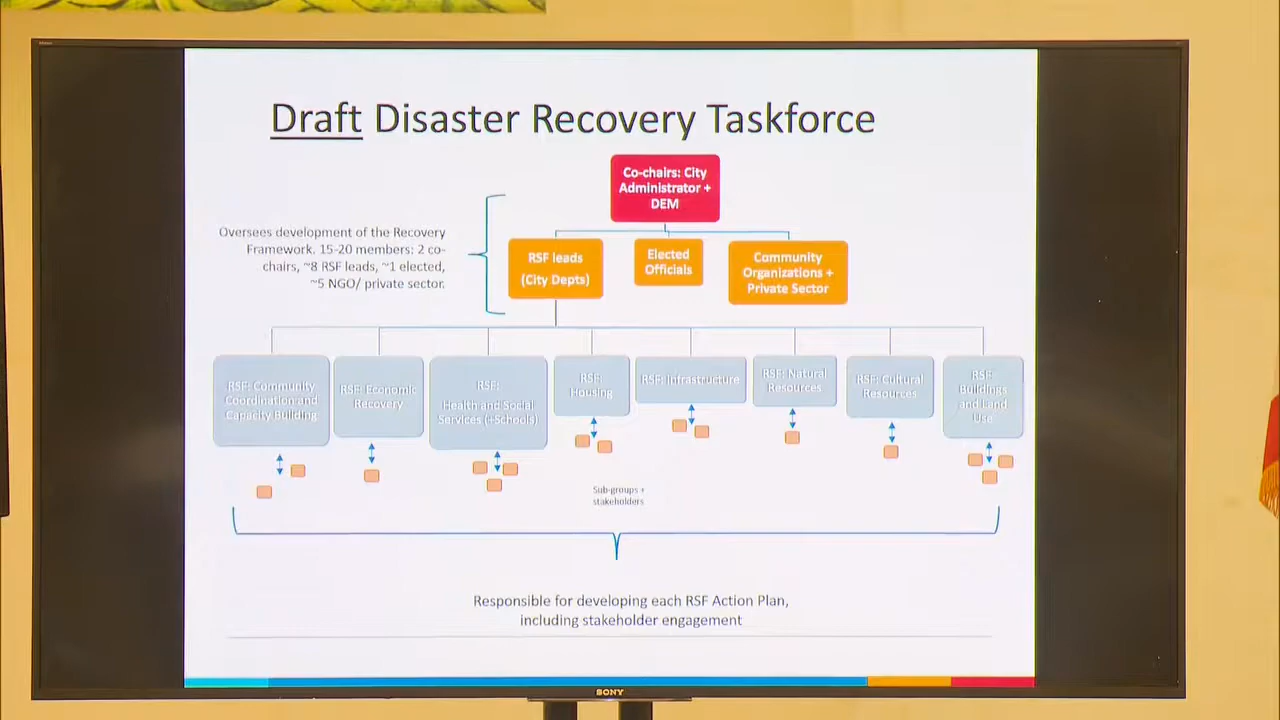 Draft Disaster Recovery Taskforce
Co-chairs: City
Administrator +
DEM
Oversees development of the Recovery
Framework. 15-20 members: 2 co-
chairs, ~8 RSF leads, ~1 elected,
~5 NGO/ private sector.
RSF leads
(City Depts)
Elected
Officials
Community
Organizations +
Private Sector
RSF: Community
Coordination and
Capacity Building
RSF: Economic
Recovery
RSF:
Health and Social
Services (+Schools)
RSF:
Housing
RSF: Infrastructure
RSF: Natural
Resources
RSF: Cultural
Resources
RSF:
Buildings
and Land
Use
Sub-groups +
stakeholders
Responsible for developing each RSF Action Plan,
including stakeholder engagement
SONY